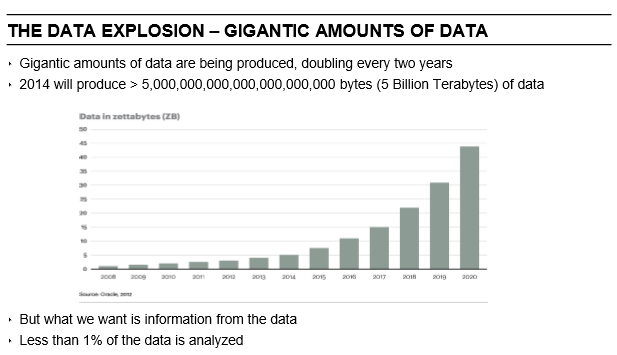 THE DATA EXPLOSION – GIGANTIC AMOUNTS OF DATA
‣ Gigantic amounts of data are being produced, doubling every two years
‣ 2014 will produce > 5,000,000,000,000,000,000,000 bytes (5 Billion Terabytes) of data
Data in zettabytes (ZB)
50
45
40
35
30
25
20
15
10
5
0
2008 2009 2010 2011 2012 2013 2014 2015 2016 2017 2018 2019 2020
Source: Oracle, 2012
‣ But what we want is information from the data
‣ Less than 1% of the data is analyzed